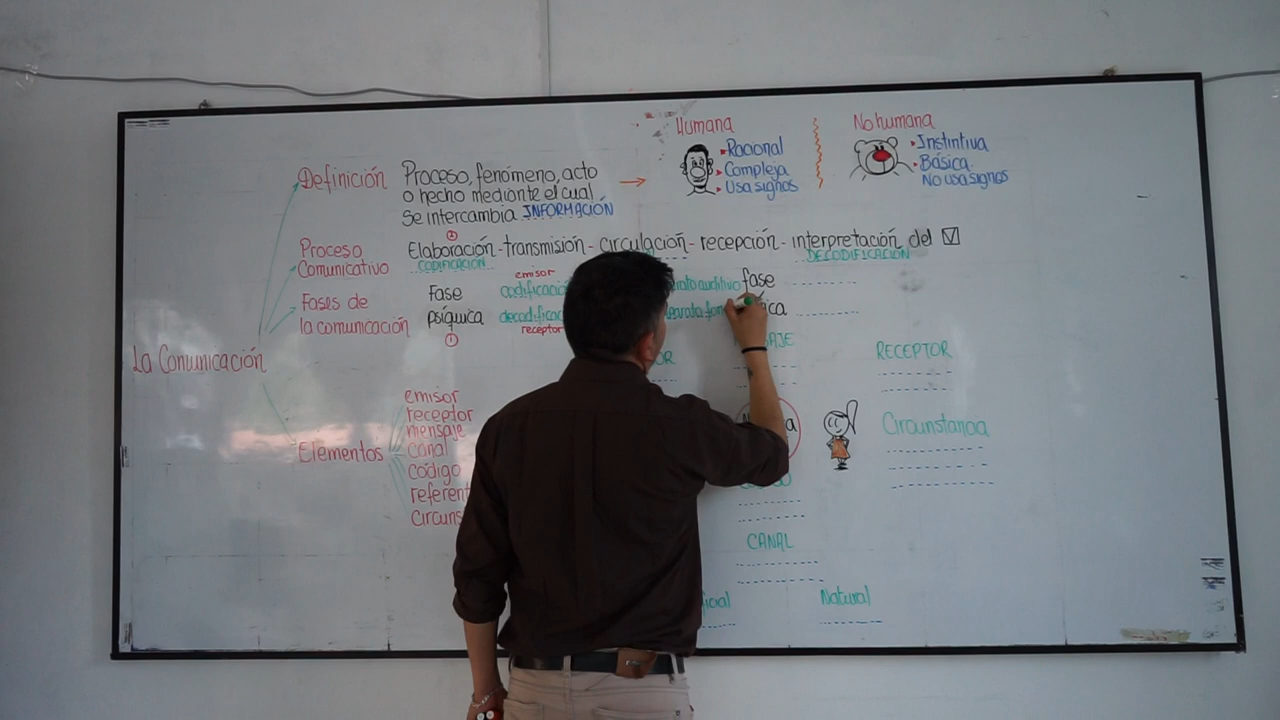 Humana
Racional
Compleja
Usa signos
No humana
Instintiva
Básica.
No usa signos
Definición
Proceso, fenómeno, acto
o hecho mediante el cual
se intercambia INFORMACIÓN
Proceso
Comunicativo
Elaboración - transmisión - circulación - recepción - interpretación del
CODIFICACIÓN
DECODIFICACIÓN
Fases de
la comunicación
Fase
psíquica
emisor
receptor
auditivo
fase
La Comunicación
Elementos
emisor
receptor
mensaje
canal
código
RECEPTOR
Circunstancia
CANAL
Natural